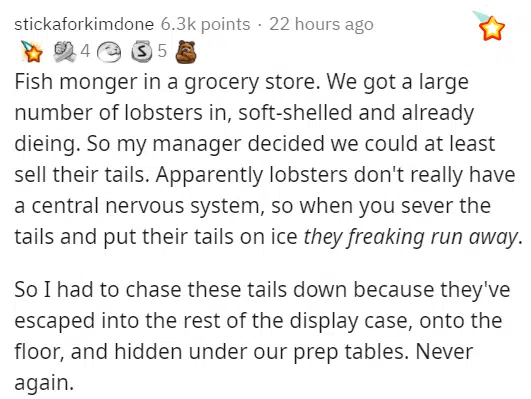 stickaforkimdone 6.3k points · 22 hours ago
4 S 5
Fish monger in a grocery store. We got a large
number of lobsters in, soft-shelled and already
dieing. So my manager decided we could at least
sell their tails. Apparently lobsters don't really have
a central nervous system, so when you sever the
tails and put their tails on ice they freaking run away.
So I had to chase these tails down because they've
escaped into the rest of the display case, onto the
floor, and hidden under our prep tables. Never
again.